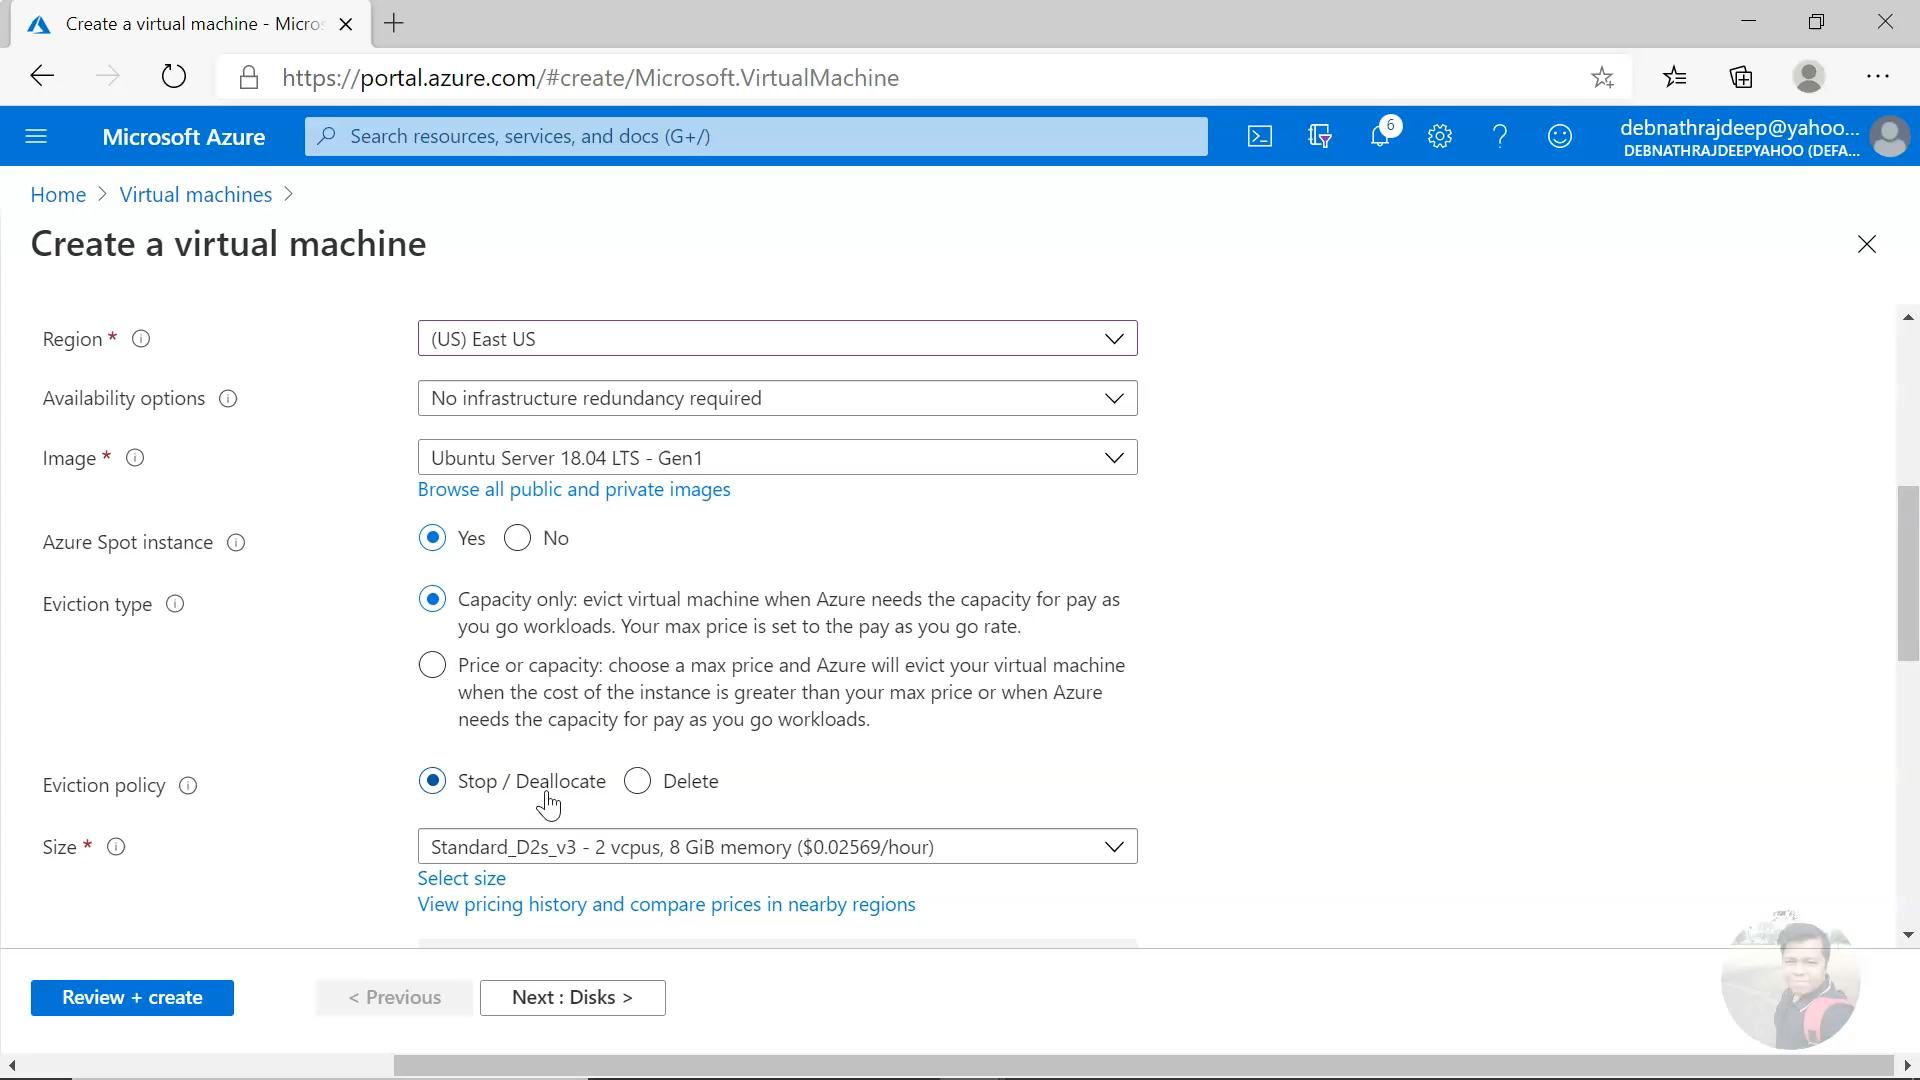 Create a virtual machine - Micros
https://portal.azure.com/#create/Microsoft.VirtualMachine
Microsoft Azure
Search resources, services, and docs (G+/)
6
debnathrajdeep@yahoo...
DEBNATHRAJDEEPYAHOO (DEFA...
Home > Virtual machines >
Create a virtual machine
Region *
(US) East US
Availability options
No infrastructure redundancy required
Image *
Ubuntu Server 18.04 LTS - Gen1
Browse all public and private images
Azure Spot instance
Yes No
Eviction type
Capacity only: evict virtual machine when Azure needs the capacity for pay as
you go workloads. Your max price is set to the pay as you go rate.
Price or capacity: choose a max price and Azure will evict your virtual machine
when the cost of the instance is greater than your max price or when Azure
needs the capacity for pay as you go workloads.
Eviction policy
Stop / Deallocate Delete
Size *
Standard_D2s_v3 - 2 vcpus, 8 GiB memory ($0.02569/hour)
Select size
View pricing history and compare prices in nearby regions
Review + create
< Previous
Next : Disks >